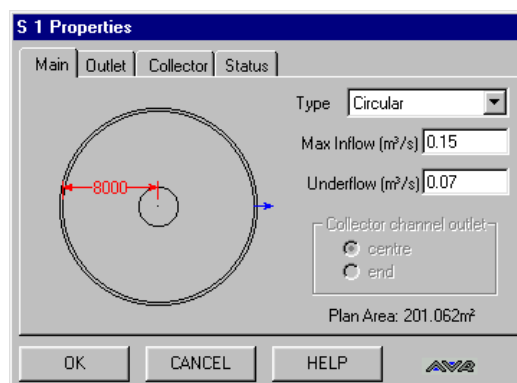 S 1 Properties
Main Outlet Collector Status
Type Circular
Max Inflow (m³/s) 0.15
8000
Underflow (m³/s) 0.07
Collector channel outlet
centre
end
Plan Area: 201.062m²
OK CANCEL HELP